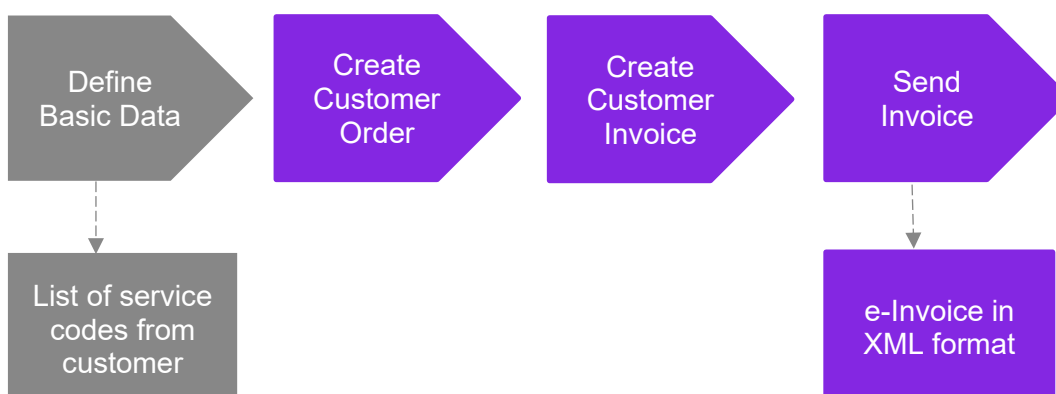 Define
Basic Data
Create
Customer
Order
Create
Customer
Invoice
Send
Invoice
List of service
codes from
customer
e-Invoice in
XML format